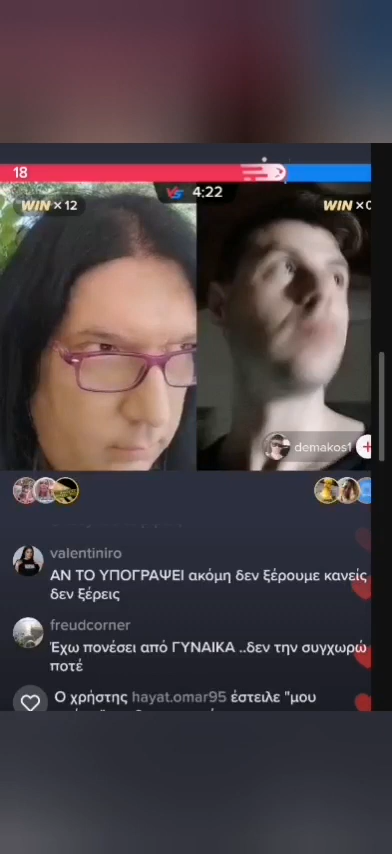 18
VS 4:22
WIN x 12
WIN x 0
demakos1
valentiniro
ΑΝ ΤΟ ΥΠΟΓΡΑΨΕΙ ακόμη δεν ξέρουμε κανείς
δεν ξέρεις
freudcorner
Έχω πονέσει από ΓΥΝΑΙΚΑ ..δεν την συγχωρώ
ποτέ
Ο χρήστης hayat.omar95 έστειλε "μου